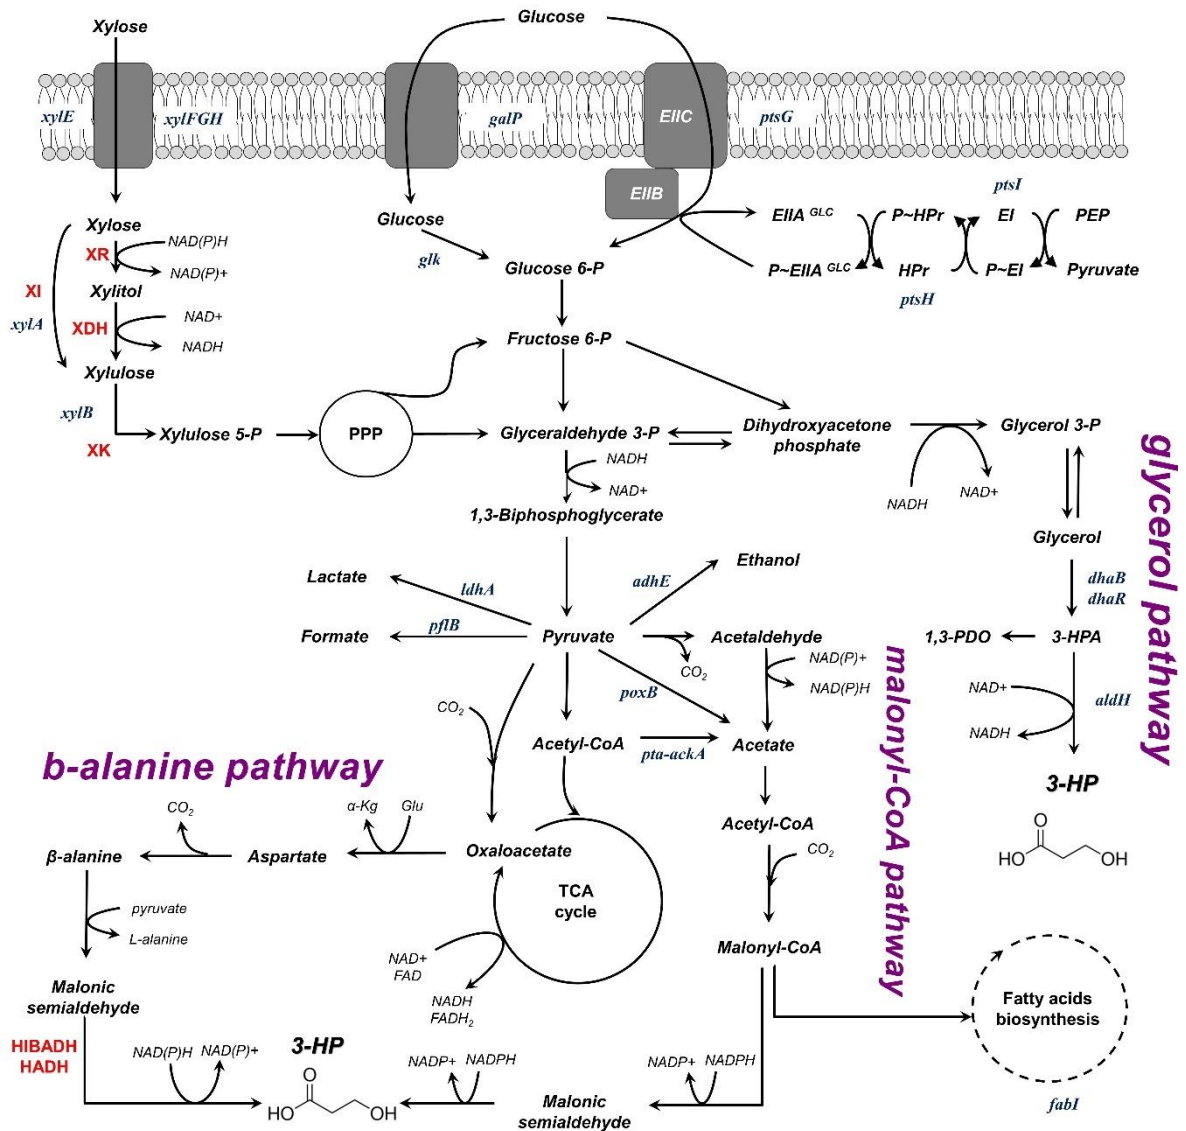 Xylose
Glucose
xylE
xylFGH
galP
EIIC
ptsG
EIIB
ptsI
Xylose
Glucose
EIIA GLC
P~HPr
EI
PEP
XR
NAD(P)H
glk
NAD(P)+
Glucose 6-P
P~EIIA GLC
HPr
P~EI
Pyruvate
XI
Xylitol
ptsH
xylA
XDH
NAD+
NADH
Fructose 6-P
Xylulose
xylB
Xylulose 5-P
PPP
Glyceraldehyde 3-P
Dihydroxyacetone
phosphate
Glycerol 3-P
XK
NADH
NAD+
NADH
NAD+
1,3-Biphosphoglycerate
Glycerol
glycerol pathway
Lactate
ldhA
adhE
Ethanol
dhaB
dhaR
Formate
pflB
Pyruvate
Acetaldehyde
1,3-PDO
3-HPA
CO2
NAD(P)+
NAD(P)H
poxB
malonyl-CoA pathway
NAD+
aldH
NADH
CO2
Acetyl-CoA
pta-ackA
Acetate
b-alanine pathway
3-HP
CO2
α-Kg
Glu
Acetyl-CoA
O
HO
OH
β-alanine
Aspartate
Oxaloacetate
CO2
TCA
cycle
pyruvate
L-alanine
Malonyl-CoA
NAD+
FAD
NADH
FADH2
Malonic
semialdehyde
Fatty acids
biosynthesis
HIBADH
HADH
NAD(P)H
NAD(P)+
3-HP
NADP+
NADPH
NADP+
NADPH
O
HO
OH
Malonic
semialdehyde
fabI